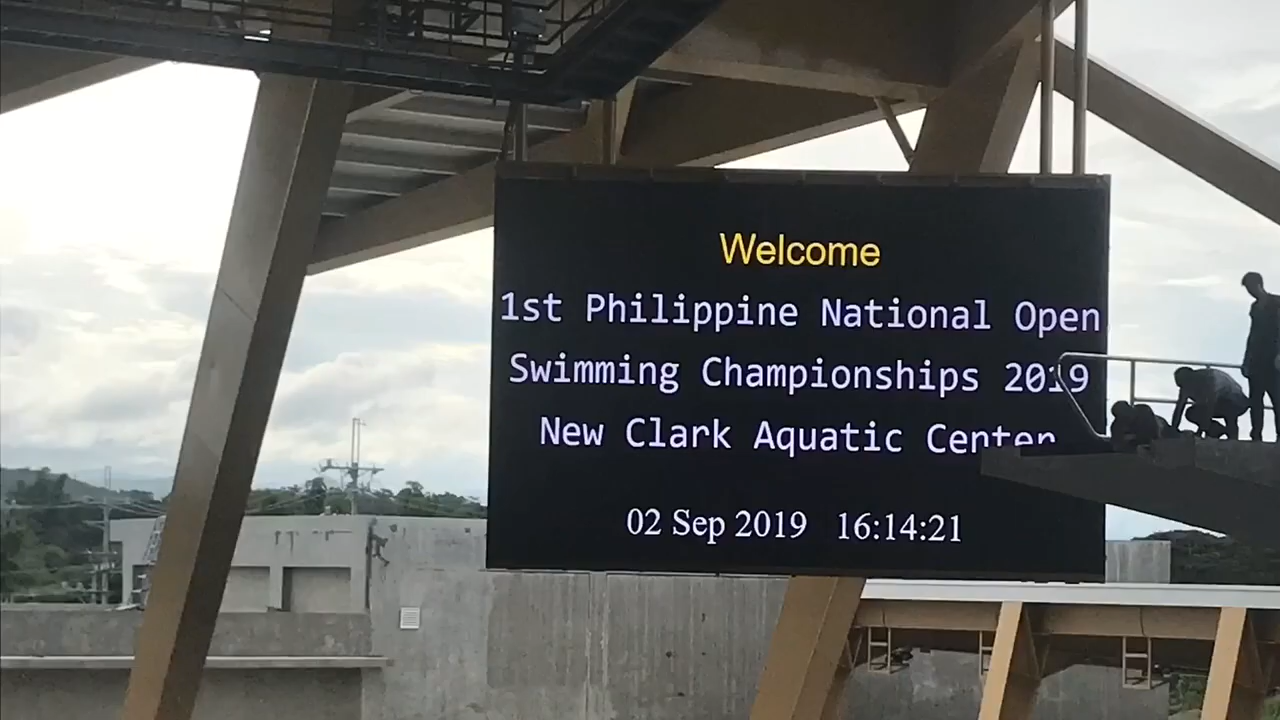 Welcome
1st Philippine National Open
Swimming Championships 2019
New Clark Aquatic Center
02 Sep 2019 16:14:21